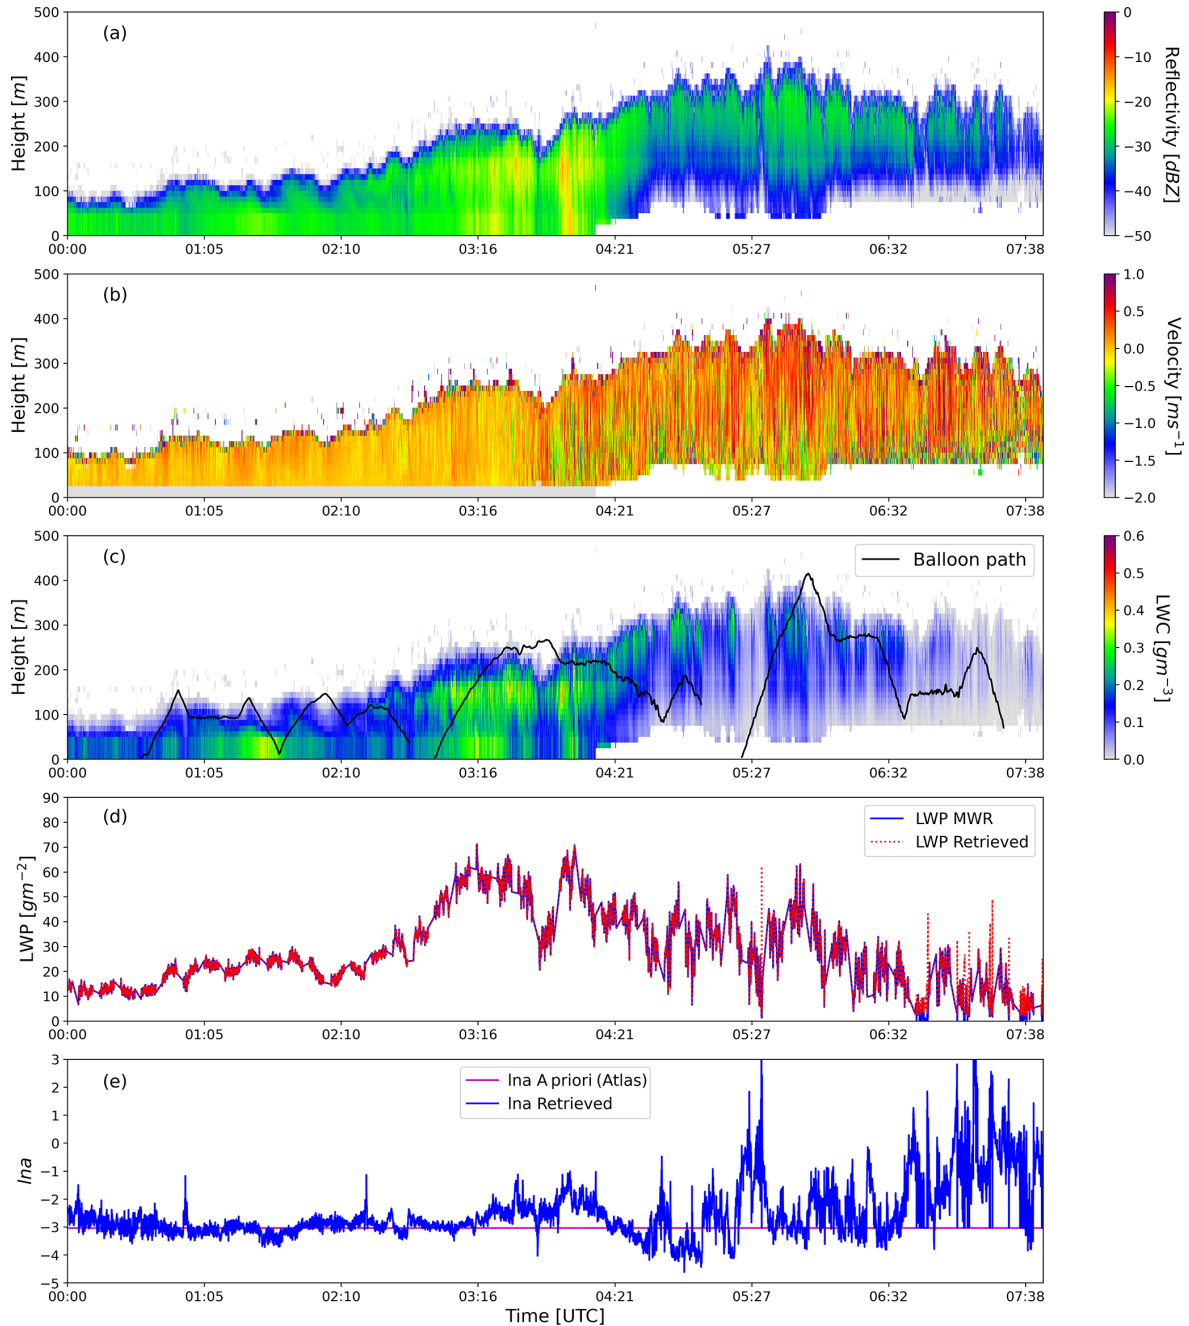 (a)
Height [m]
500
400
300
200
100
0
00:00 01:05 02:10 03:16 04:21 05:27 06:32 07:38
0
−10
−20
−30
−40
−50
Reflectivity [dBZ]
(b)
Height [m]
500
400
300
200
100
0
00:00 01:05 02:10 03:16 04:21 05:27 06:32 07:38
1.0
0.5
0.0
−0.5
−1.0
−1.5
−2.0
Velocity [ms⁻¹]
(c)
Balloon path
Height [m]
500
400
300
200
100
0
00:00 01:05 02:10 03:16 04:21 05:27 06:32 07:38
0.6
0.5
0.4
0.3
0.2
0.1
0.0
LWC [gm⁻³]
(d)
LWP MWR
LWP Retrieved
LWP [gm⁻²]
90
80
70
60
50
40
30
20
10
0
00:00 01:05 02:10 03:16 04:21 05:27 06:32 07:38
(e)
lna A priori (Atlas)
lna Retrieved
lna
3
2
1
0
−1
−2
−3
−4
−5
00:00 01:05 02:10 03:16 04:21 05:27 06:32 07:38
Time [UTC]